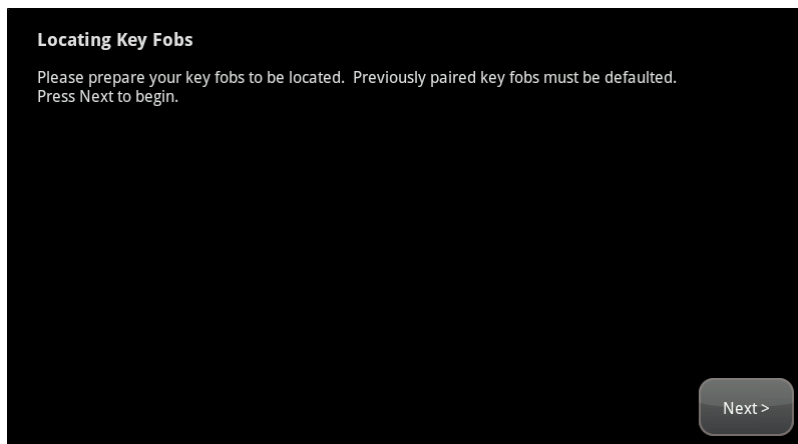 Locating Key Fobs
Please prepare your key fobs to be located.  Previously paired key fobs must be defaulted.
Press Next to begin.
Next >